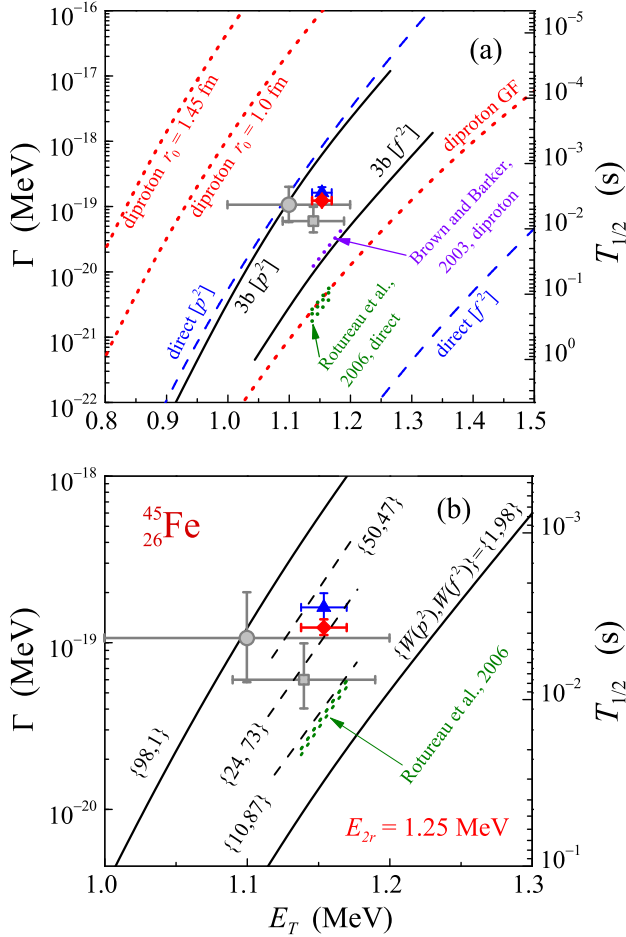 10⁻¹⁶
10⁻¹⁷
10⁻¹⁸
10⁻¹⁹
10⁻²⁰
10⁻²¹
10⁻²²
Γ (MeV)
(a)
diproton r₀ = 1.45 fm
diproton r₀ = 1.0 fm
direct [p²]
3b [p²]
3b [f²]
diproton GF
Brown and Barker,
2003, diproton
Rotureau et al.,
2006, direct
direct [f²]
10⁻⁵
10⁻⁴
10⁻³
10⁻²
10⁻¹
10⁰
T₁/₂ (s)
0.8 0.9 1.0 1.1 1.2 1.3 1.4 1.5
10⁻¹⁸
10⁻¹⁹
10⁻²⁰
Γ (MeV)
⁴⁵₂₆Fe
(b)
{50,47}
{W(p²),W(f²)}={1,98}
{98,1}
{24, 73}
{10,87}
Rotureau et al., 2006
E₂ᵣ = 1.25 MeV
10⁻³
10⁻²
10⁻¹
T₁/₂ (s)
1.0 1.1 1.2 1.3
E_T (MeV)